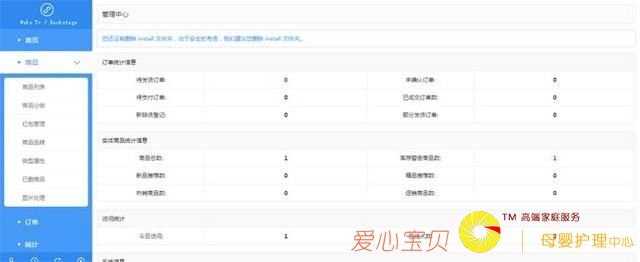 Woke.Tv / Backstage
管理中心
首页
您还没有删除 install 文件夹，出于安全的考虑，我们建议您删除 install 文件夹。
商品
订单统计信息
待发货订单: 0 未确认订单: 0
商品列表
待支付订单: 0 已成交订单数: 0
商品分类
新缺货登记: 0 部分发货订单: 0
红包管理
商品品牌
实体商品统计信息
类型属性
商品总数: 1 库存警告商品数: 1
已删商品
新品推荐数: 0 精品推荐数: 0
图片处理
热销商品数: 0 促销商品数: 0
订单
访问统计
TM 高端家庭服务
今日访问: 1
爱心宝贝
母婴护理中心
统计